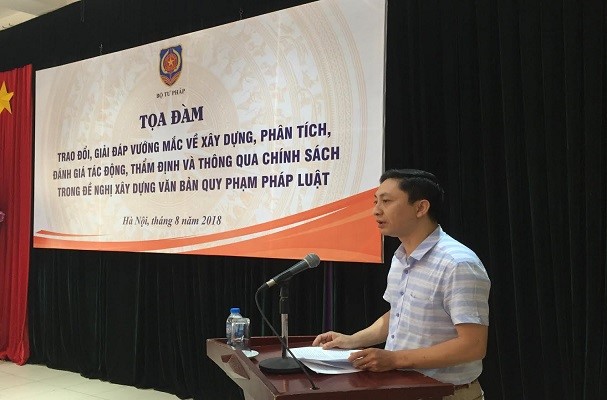 BỘ TƯ PHÁP
TỌA ĐÀM
TRAO ĐỔI, GIẢI ĐÁP VƯỚNG MẮC VỀ XÂY DỰNG, PHÂN TÍCH,
ĐÁNH GIÁ TÁC ĐỘNG, THẨM ĐỊNH VÀ THÔNG QUA CHÍNH SÁCH
TRONG ĐỀ NGHỊ XÂY DỰNG VĂN BẢN QUY PHẠM PHÁP LUẬT
Hà Nội, tháng 8 năm 2018